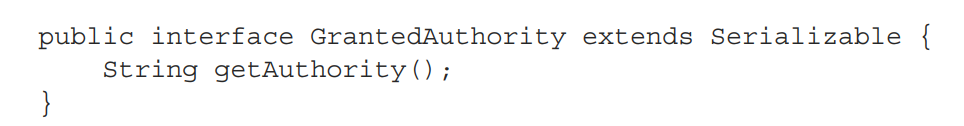 public interface GrantedAuthority extends Serializable {
    String getAuthority();
}